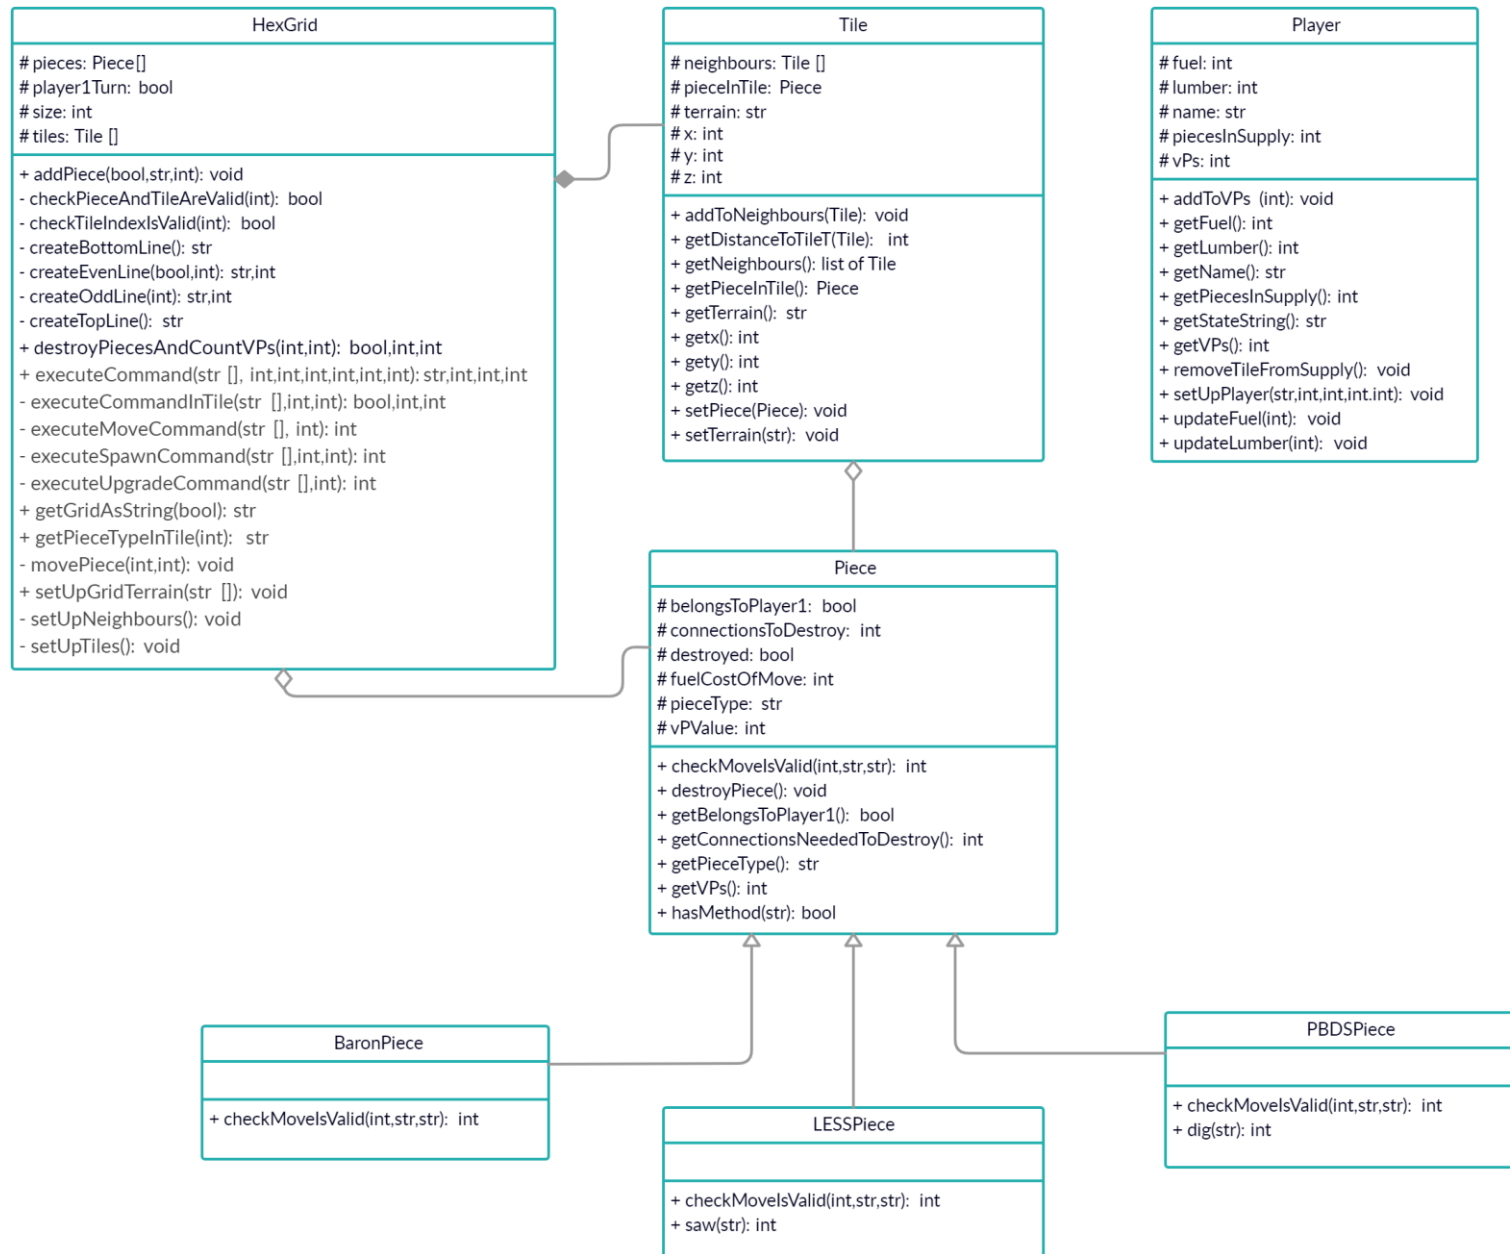 HexGrid
# pieces: Piece[]
# player1Turn: bool
# size: int
# tiles: Tile []
+ addPiece(bool,str,int): void
- checkPieceAndTileAreValid(int): bool
- checkTileIndexIsValid(int): bool
- createBottomLine(): str
- createEvenLine(bool,int): str,int
- createOddLine(int): str,int
- createTopLine(): str
+ destroyPiecesAndCountVPs(int,int): bool,int,int
+ executeCommand(str [], int,int,int,int,int,int): str,int,int,int
- executeCommandInTile(str [],int,int): bool,int,int
- executeMoveCommand(str [], int): int
- executeSpawnCommand(str [],int,int): int
- executeUpgradeCommand(str [],int): int
+ getGridAsString(bool): str
+ getPieceTypeInTile(int): str
- movePiece(int,int): void
+ setUpGridTerrain(str []): void
- setUpNeighbours(): void
- setUpTiles(): void
Tile
# neighbours: Tile []
# pieceInTile: Piece
# terrain: str
# x: int
# y: int
# z: int
+ addToNeighbours(Tile): void
+ getDistanceToTileT(Tile): int
+ getNeighbours(): list of Tile
+ getPieceInTile(): Piece
+ getTerrain(): str
+ getx(): int
+ gety(): int
+ getz(): int
+ setPiece(Piece): void
+ setTerrain(str): void
Player
# fuel: int
# lumber: int
# name: str
# piecesInSupply: int
# vPs: int
+ addToVPs (int): void
+ getFuel(): int
+ getLumber(): int
+ getName(): str
+ getPiecesInSupply(): int
+ getStateString(): str
+ getVPs(): int
+ removeTileFromSupply(): void
+ setUpPlayer(str,int,int,int.int): void
+ updateFuel(int): void
+ updateLumber(int): void
Piece
# belongsToPlayer1: bool
# connectionsToDestroy: int
# destroyed: bool
# fuelCostOfMove: int
# pieceType: str
# vPValue: int
+ checkMoveIsValid(int,str,str): int
+ destroyPiece(): void
+ getBelongsToPlayer1(): bool
+ getConnectionsNeededToDestroy(): int
+ getPieceType(): str
+ getVPs(): int
+ hasMethod(str): bool
BaronPiece
+ checkMoveIsValid(int,str,str): int
LESSPiece
+ checkMoveIsValid(int,str,str): int
+ saw(str): int
PBDSPiece
+ checkMoveIsValid(int,str,str): int
+ dig(str): int